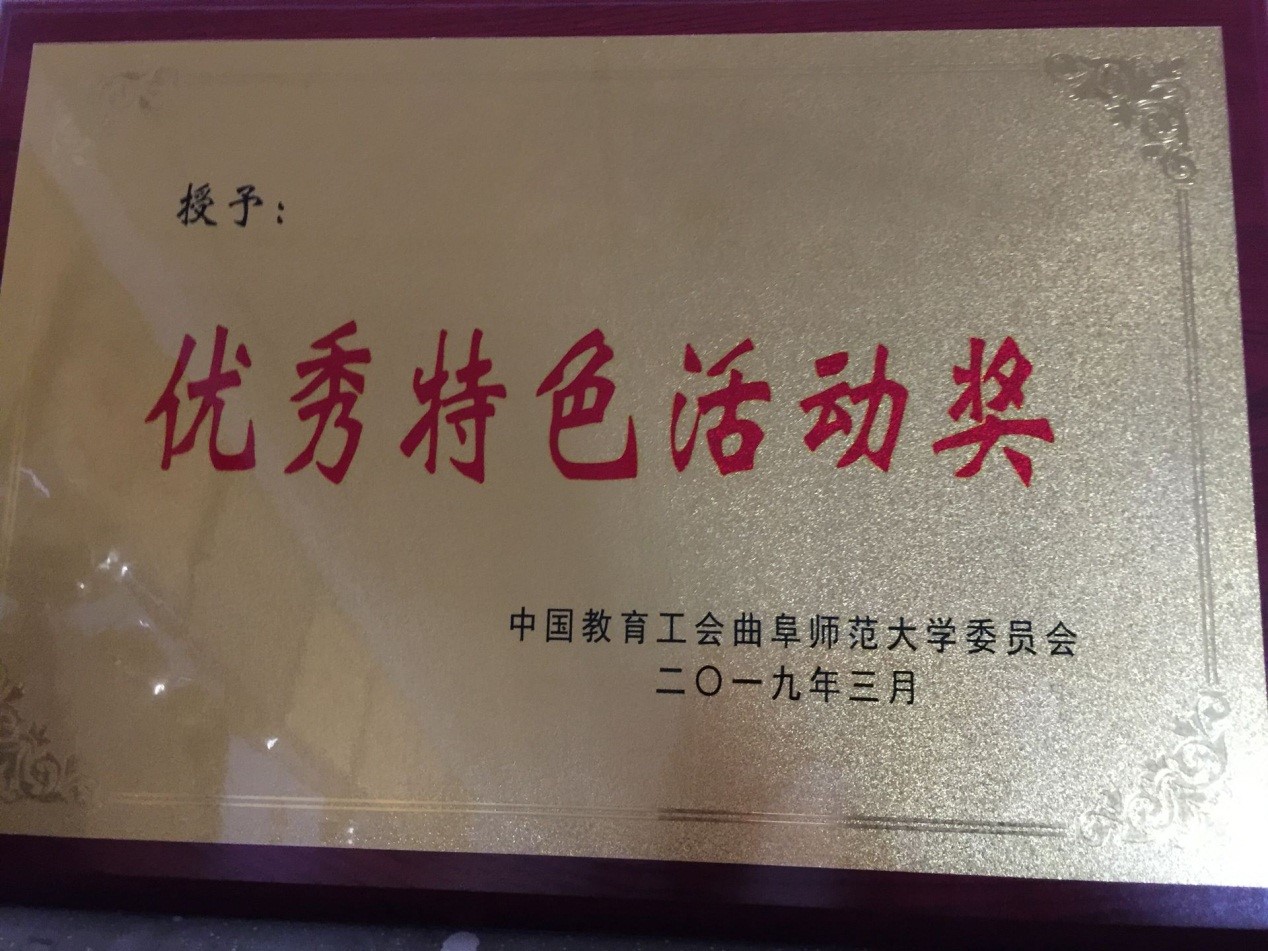 授予：
优秀特色活动奖
中国教育工会曲阜师范大学委员会
二〇一九年三月